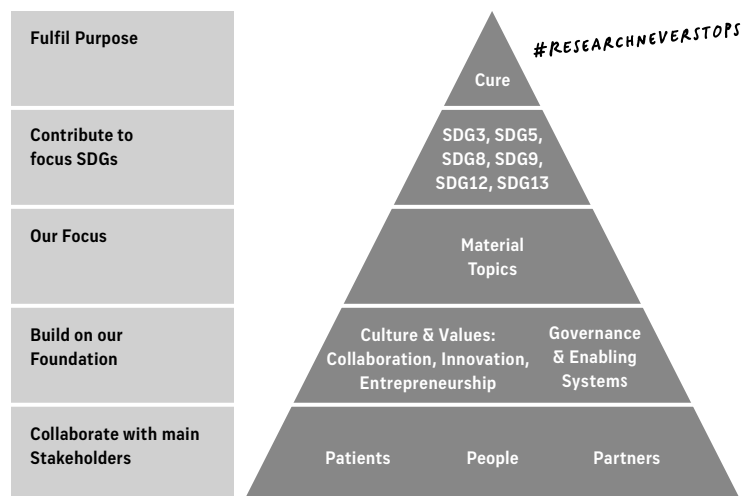 Fulfil Purpose
#RESEARCHNEVERSTOPS
Cure
Contribute to
focus SDGs
SDG3, SDG5,
SDG8, SDG9,
SDG12, SDG13
Our Focus
Material
Topics
Build on our
Foundation
Culture & Values:
Collaboration, Innovation,
Entrepreneurship
Governance
& Enabling
Systems
Collaborate with main
Stakeholders
Patients
People
Partners